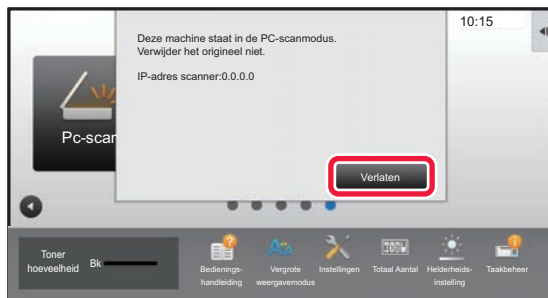 10:15
Deze machine staat in de PC-scanmodus.
Verwijder het origineel niet.
IP-adres scanner:0.0.0.0
Pc-scan
Verlaten
Toner
hoeveelheid
Bk
Bedienings-
handleiding
Vergrote
weergavemodus
Instellingen
Totaal Aantal
Helderheids-
instelling
Taakbeheer